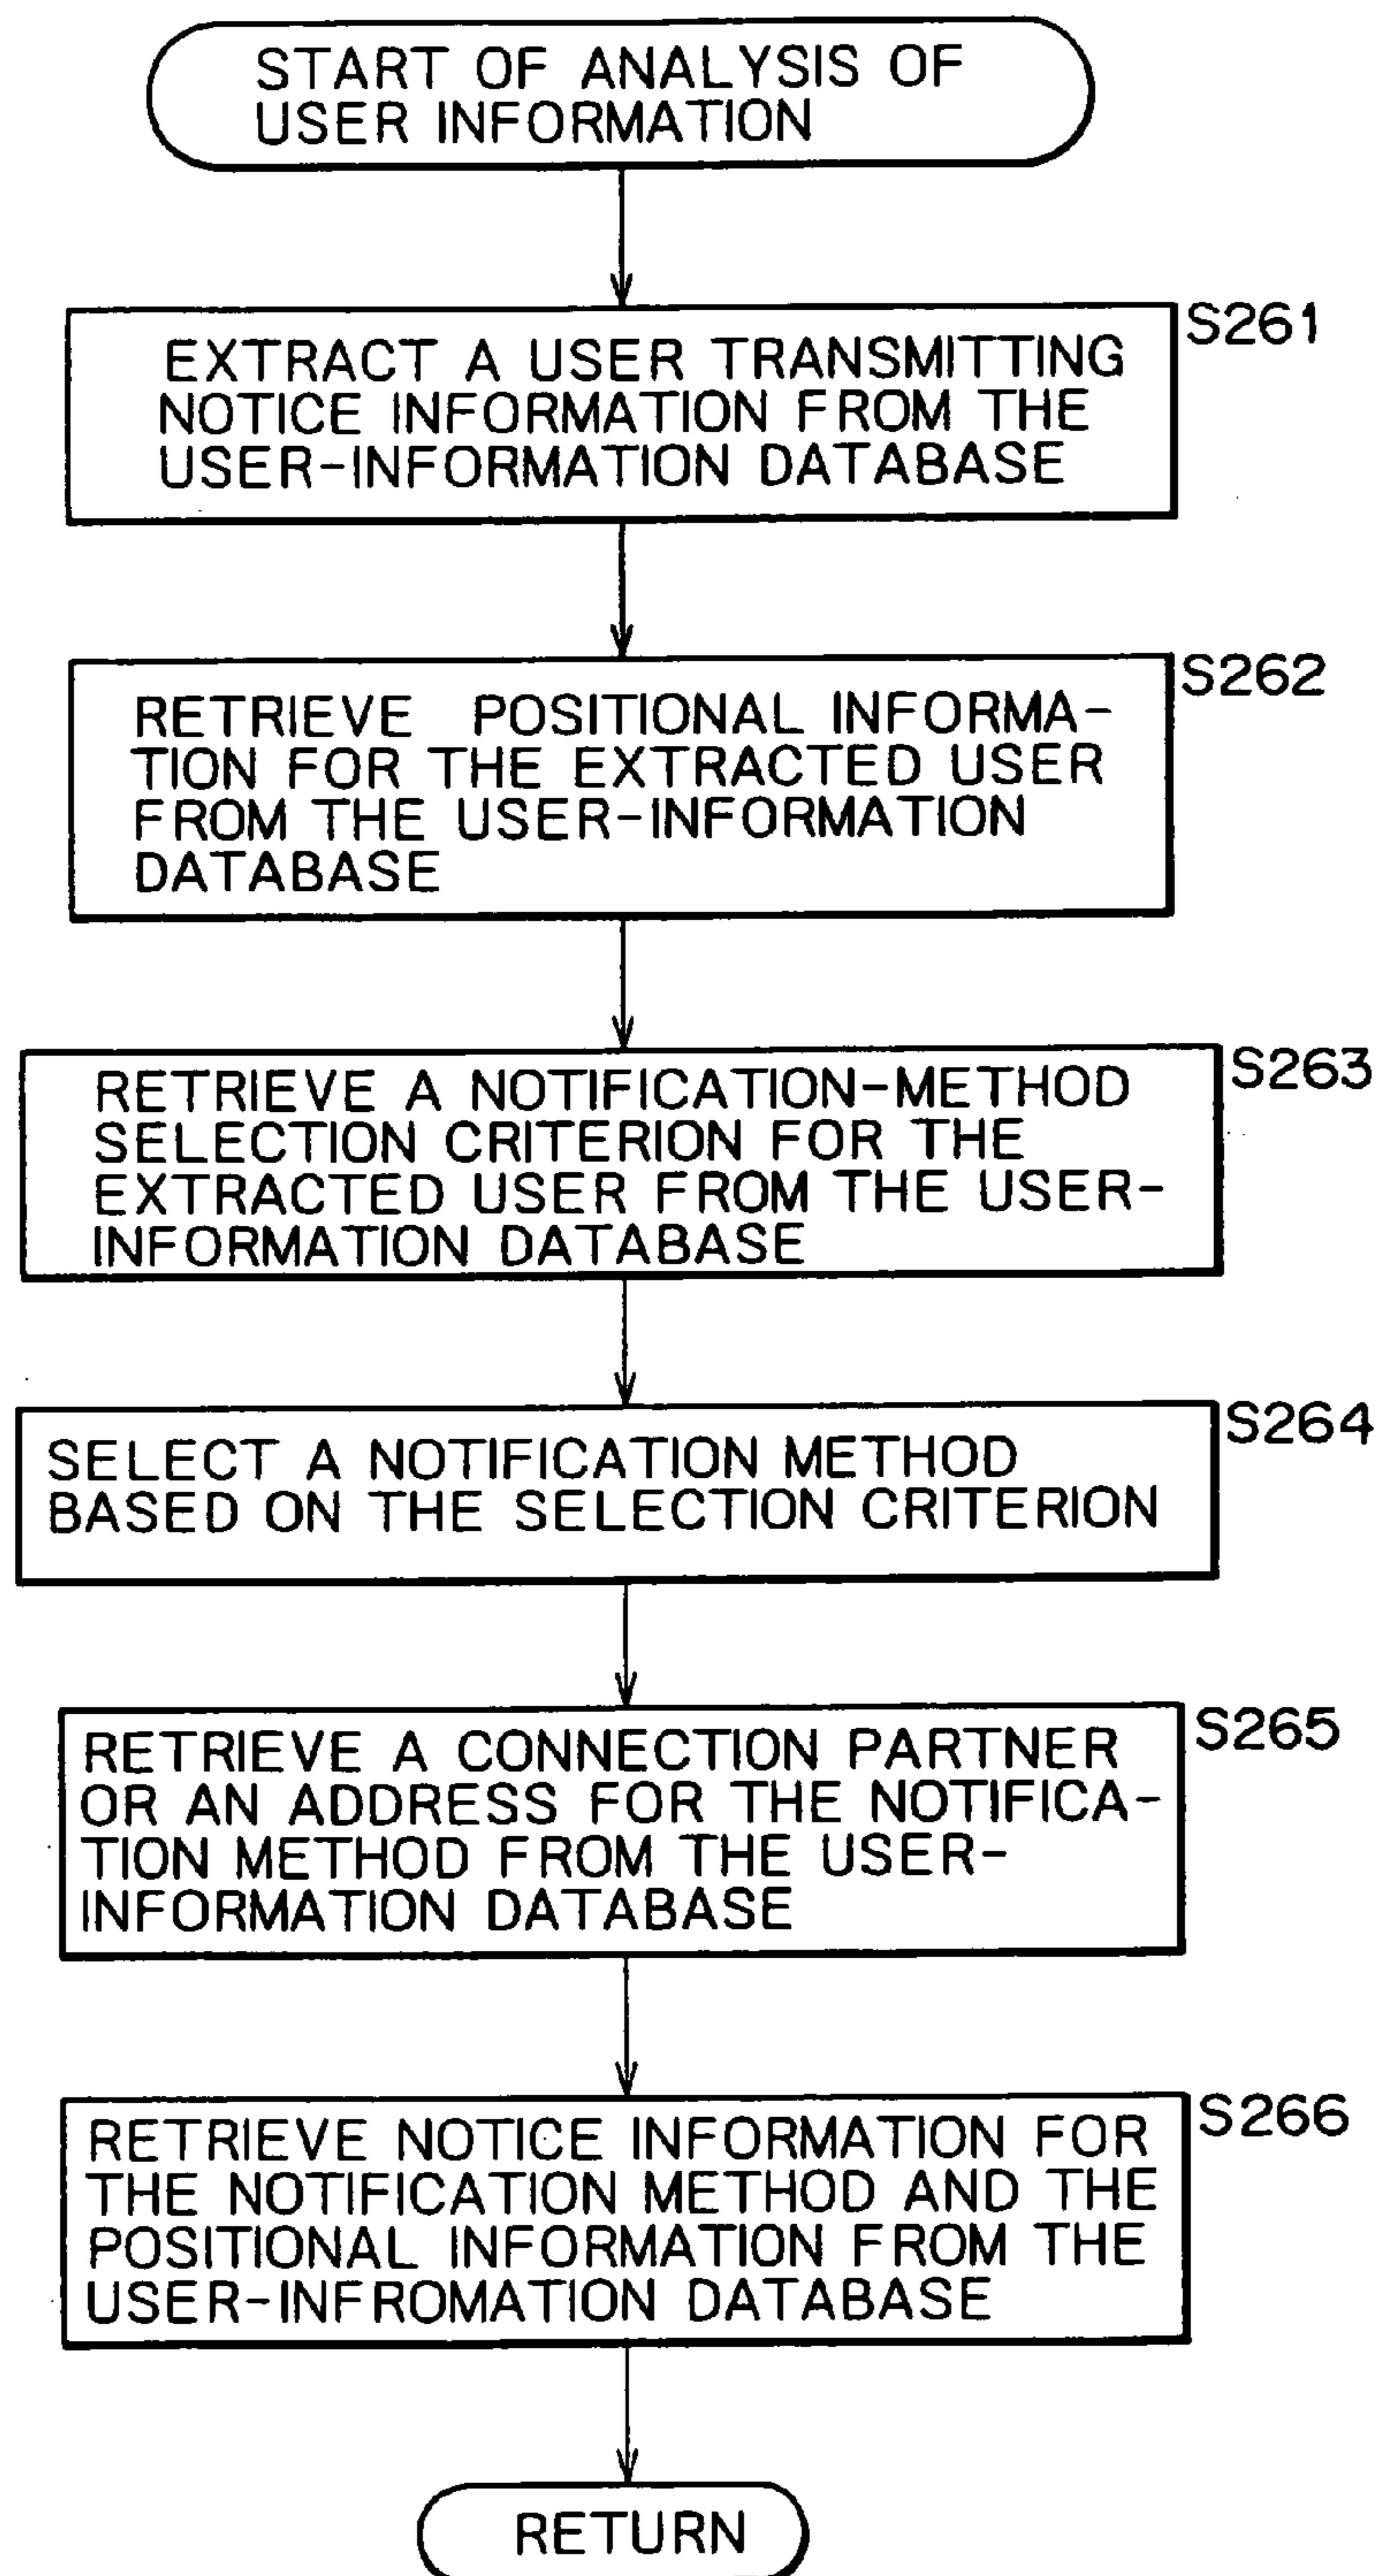 START OF ANALYSIS OF
USER INFORMATION
S261
EXTRACT A USER TRANSMITTING
NOTICE INFORMATION FROM THE
USER-INFORMATION DATABASE
S262
RETRIEVE POSITIONAL INFORMA-
TION FOR THE EXTRACTED USER
FROM THE USER-INFORMATION
DATABASE
S263
RETRIEVE A NOTIFICATION-METHOD
SELECTION CRITERION FOR THE
EXTRACTED USER FROM THE USER-
INFORMATION DATABASE
S264
SELECT A NOTIFICATION METHOD
BASED ON THE SELECTION CRITERION
S265
RETRIEVE A CONNECTION PARTNER
OR AN ADDRESS FOR THE NOTIFICA-
TION METHOD FROM THE USER-
INFORMATION DATABASE
S266
RETRIEVE NOTICE INFORMATION FOR
THE NOTIFICATION METHOD AND THE
POSITIONAL INFORMATION FROM THE
USER-INFROMATION DATABASE
RETURN